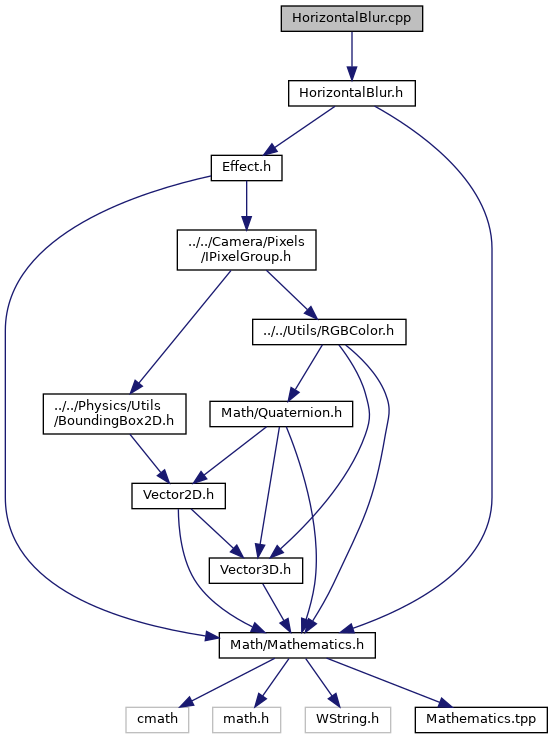 HorizontalBlur.cpp
HorizontalBlur.h
Effect.h
../../Camera/Pixels
/IPixelGroup.h
../../Utils/RGBColor.h
../../Physics/Utils
/BoundingBox2D.h
Math/Quaternion.h
Vector2D.h
Vector3D.h
Math/Mathematics.h
cmath
math.h
WString.h
Mathematics.tpp